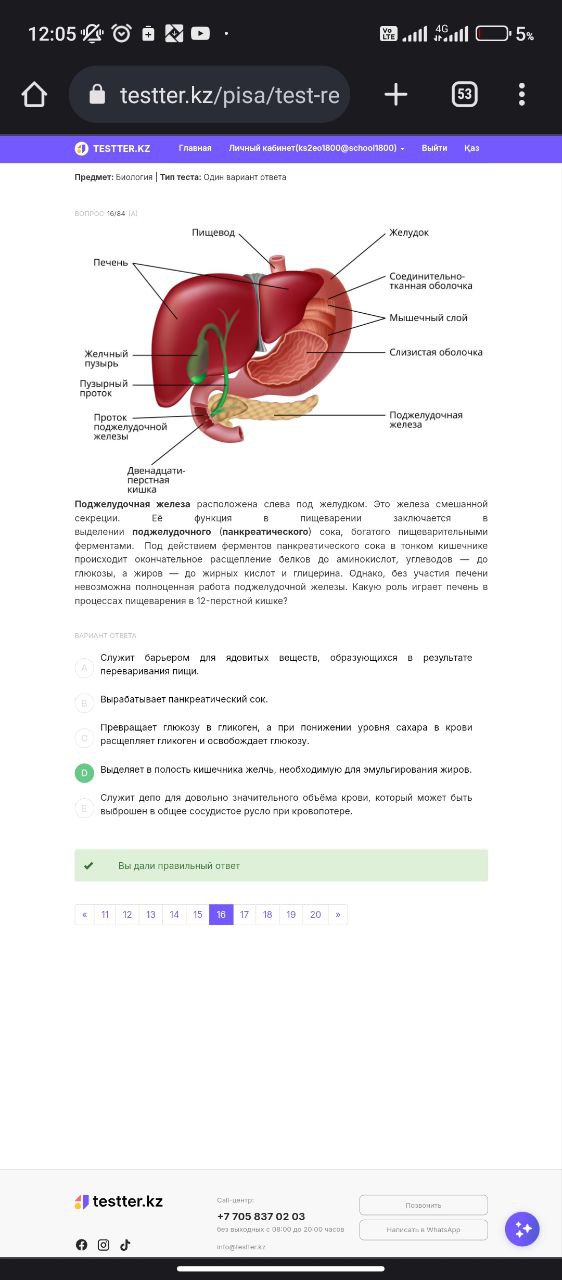 12:05
Vo LTE
4G
5%
testter.kz/pisa/test-re
53
TESTTER.KZ
Главная
Личный кабинет(ks2eo1800@school1800)
Выйти
Қаз
Предмет: Биология | Тип теста: Один вариант ответа
ВОПРОС 16/84 (A)
Пищевод
Желудок
Печень
Соединительно-
тканная оболочка
Мышечный слой
Желчный
пузырь
Слизистая оболочка
Пузырный
проток
Проток
поджелудочной
железы
Поджелудочная
железа
Двенадцати-
перстная
кишка
Поджелудочная железа расположена слева под желудком. Это железа смешанной
секреции. Её функция в пищеварении заключается в
выделении поджелудочного (панкреатического) сока, богатого пищеварительными
ферментами. Под действием ферментов панкреатического сока в тонком кишечнике
происходит окончательное расщепление белков до аминокислот, углеводов — до
глюкозы, а жиров — до жирных кислот и глицерина. Однако, без участия печени
невозможна полноценная работа поджелудочной железы. Какую роль играет печень в
процессах пищеварения в 12-перстной кишке?
ВАРИАНТ ОТВЕТА
A Служит барьером для ядовитых веществ, образующихся в результате
переваривания пищи.
B Вырабатывает панкреатический сок.
C Превращает глюкозу в гликоген, а при понижении уровня сахара в крови
расщепляет гликоген и освобождает глюкозу.
D Выделяет в полость кишечника желчь, необходимую для эмульгирования жиров.
E Служит депо для довольно значительного объёма крови, который может быть
выброшен в общее сосудистое русло при кровопотере.
Вы дали правильный ответ
« 11 12 13 14 15 16 17 18 19 20 »
testter.kz
Call-центр:
+7 705 837 02 03
без выходных с 08:00 до 20:00 часов
info@testter.kz
Позвонить
Написать в WhatsApp